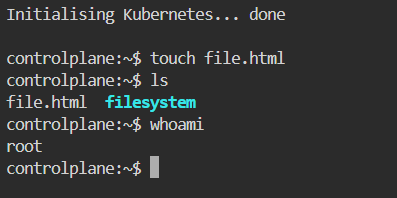 Initialising Kubernetes... done
controlplane:~$ touch file.html
controlplane:~$ ls
file.html  filesystem
controlplane:~$ whoami
root
controlplane:~$